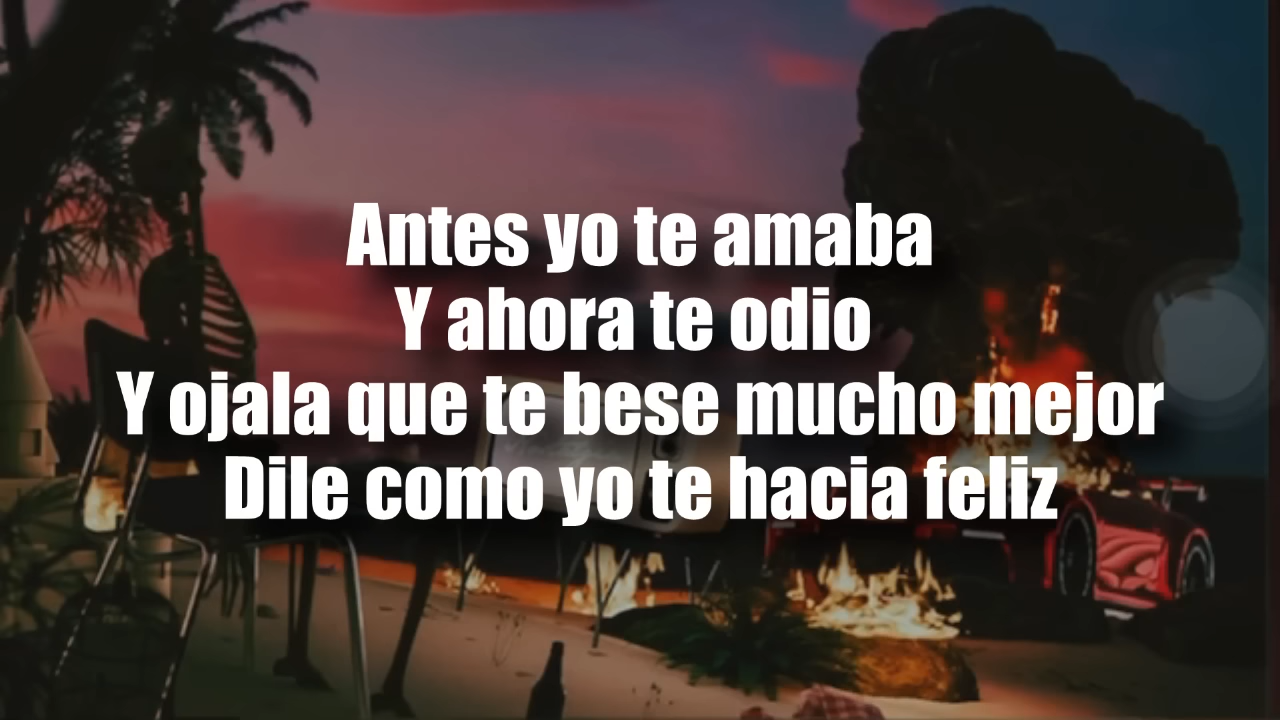 Antes yo te amaba
Y ahora te odio
Y ojala que te bese mucho mejor
Dile como yo te hacia feliz